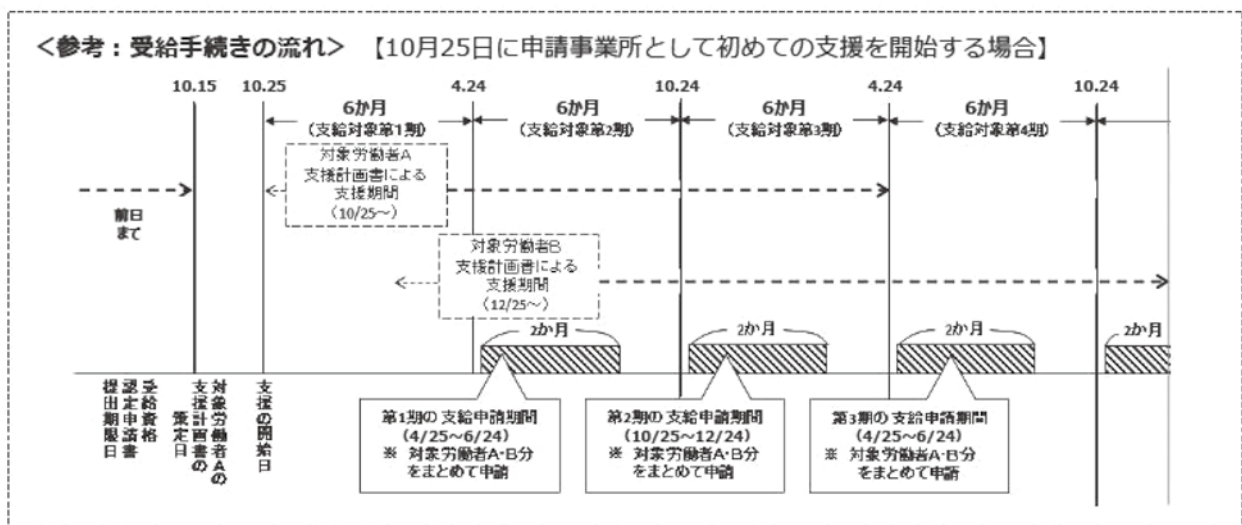 <参考:受給手続きの流れ> 【10月25日に申請事業所として初めての支援を開始する場合】
10.15 10.25 4.24 10.24 4.24 10.24
6か月 6か月 6か月 6か月
(支給対象第1期) (支給対象第2期) (支給対象第3期) (支給対象第4期)
対象労働者A
支援計画書による
支援期間
(10/25~)
前日
まで
対象労働者B
支援計画書による
支援期間
(12/25~)
2か月 2か月 2か月 2か月
受給資格
認定申請書
提出期限日
対象労働者Aの
支援計画書の
策定日
支援の開始日
第1期の支給申請期間
(4/25~6/24)
※ 対象労働者A・B分
をまとめて申請
第2期の支給申請期間
(10/25~12/24)
※ 対象労働者A・B分
をまとめて申請
第3期の支給申請期間
(4/25~6/24)
※ 対象労働者A・B分
をまとめて申請